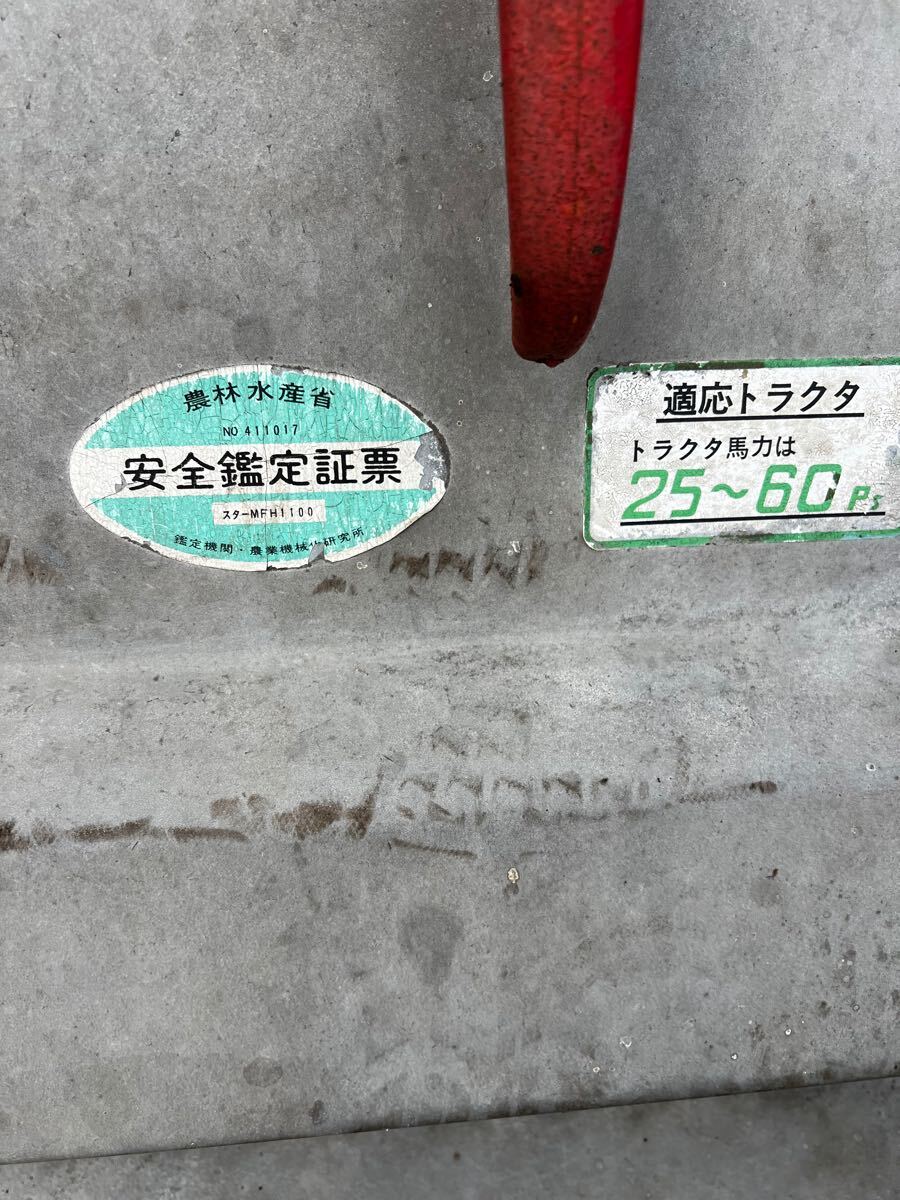 農林水産省
NO 411017
安全鑑定証票
スターMFH1100
鑑定機関・農業機械化研究所
適応トラクタ
トラクタ馬力は
25~60 PS